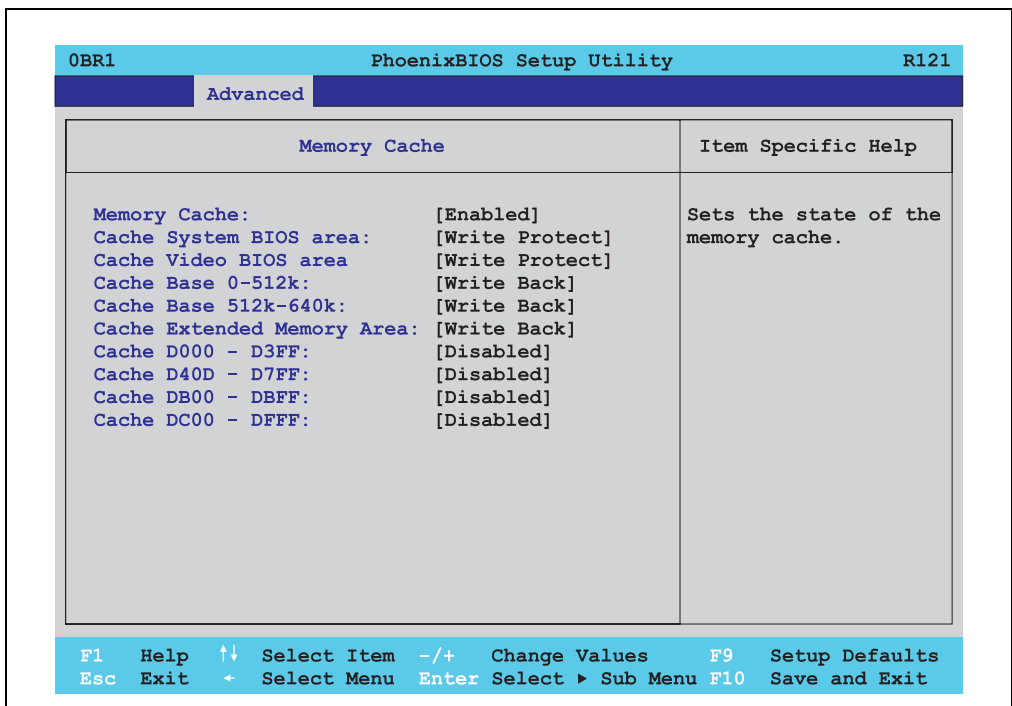 0BR1 PhoenixBIOS Setup Utility R121
Advanced
Memory Cache
Item Specific Help
Memory Cache: [Enabled]
Cache System BIOS area: [Write Protect]
Cache Video BIOS area [Write Protect]
Cache Base 0-512k: [Write Back]
Cache Base 512k-640k: [Write Back]
Cache Extended Memory Area: [Write Back]
Cache D000 - D3FF: [Disabled]
Cache D40D - D7FF: [Disabled]
Cache DB00 - DBFF: [Disabled]
Cache DC00 - DFFF: [Disabled]
Sets the state of the
memory cache.
F1 Help ↑↓ Select Item -/+ Change Values F9 Setup Defaults
Esc Exit ← Select Menu Enter Select ▶ Sub Menu F10 Save and Exit